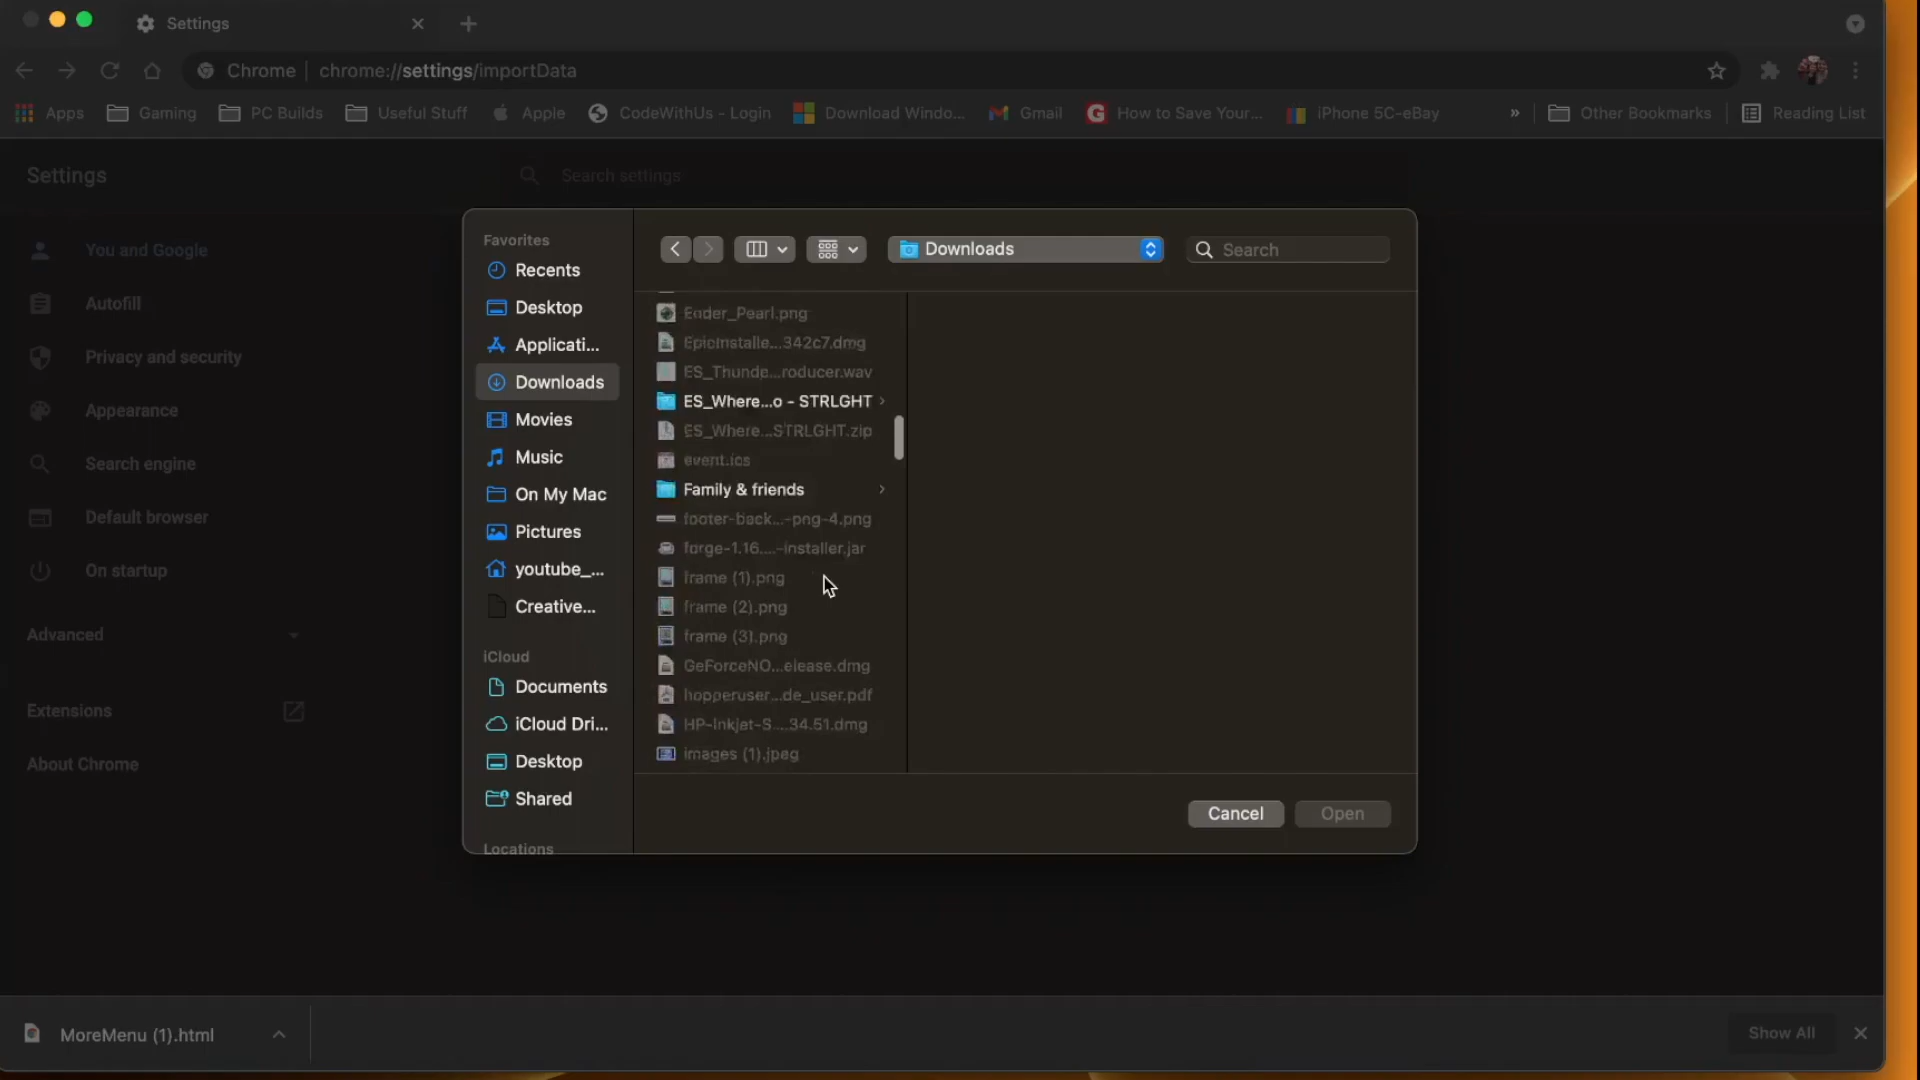 Settings
Chrome | chrome://settings/importData
Apps
Gaming
PC Builds
Useful Stuff
Apple
CodeWithUs - Login
Download Windo...
Gmail
G
How to Save Your...
iPhone 5C-eBay
»
Other Bookmarks
Reading List
Settings
Search settings
You and Google
Autofill
Privacy and security
Appearance
Search engine
Default browser
On startup
Advanced
Extensions
About Chrome
Favorites
Recents
Desktop
Applicati...
Downloads
Movies
Music
On My Mac
Pictures
youtube_...
Creative...
iCloud
Documents
iCloud Dri...
Desktop
Shared
Locations
Downloads
Search
Ender_Pearl.png
EpicInstalle...342c7.dmg
ES_Thunde...roducer.wav
ES_Where...o - STRLGHT
ES_Where...STRLGHT.zip
event.ics
Family & friends
footer-back...-png-4.png
forge-1.16....-installer.jar
frame (1).png
frame (2).png
frame (3).png
GeForceNO...elease.dmg
hopperuser...de_user.pdf
HP-Inkjet-S....34.51.dmg
images (1).jpeg
Cancel
Open
MoreMenu (1).html
Show All